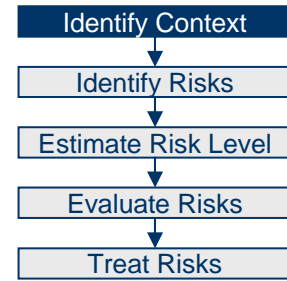 Identify Context
Identify Risks
Estimate Risk Level
Evaluate Risks
Treat Risks